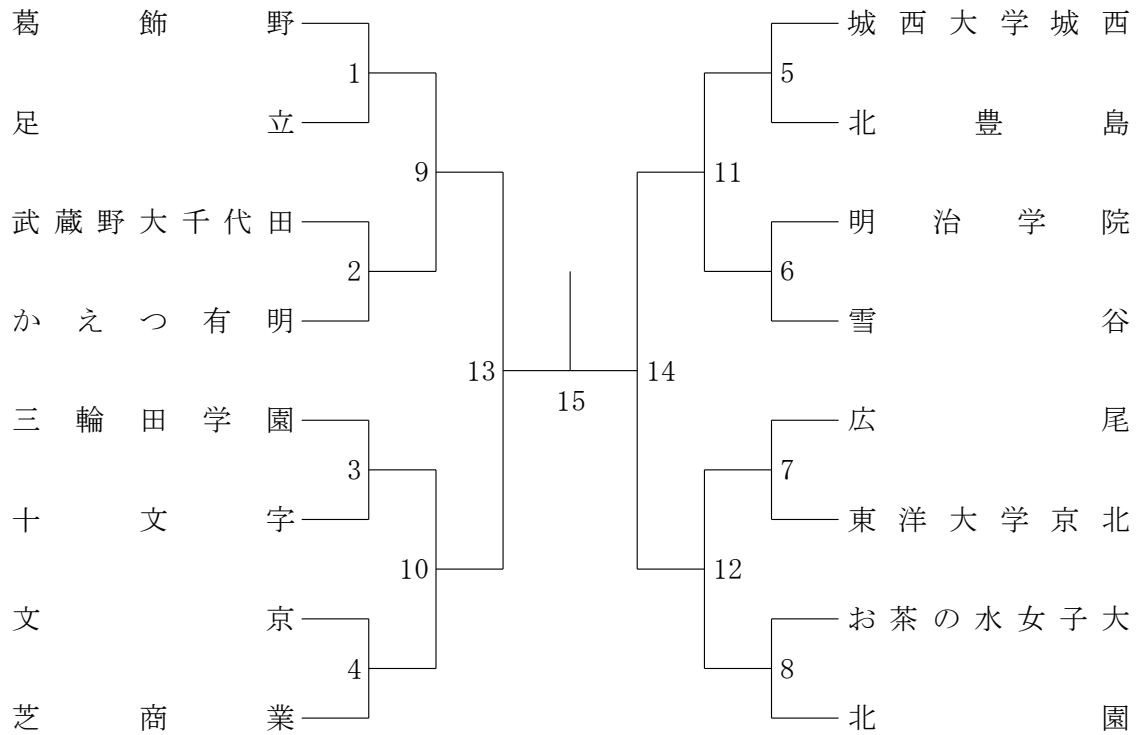 葛飾野
城西大学城西
1
5
足立
北豊島
9
11
武蔵野大千代田
明治学院
2
6
かえつ有明
雪谷
13
14
15
三輪田学園
広尾
3
7
十文字
東洋大学京北
10
12
文京
お茶の水女子大
4
8
芝商業
北園